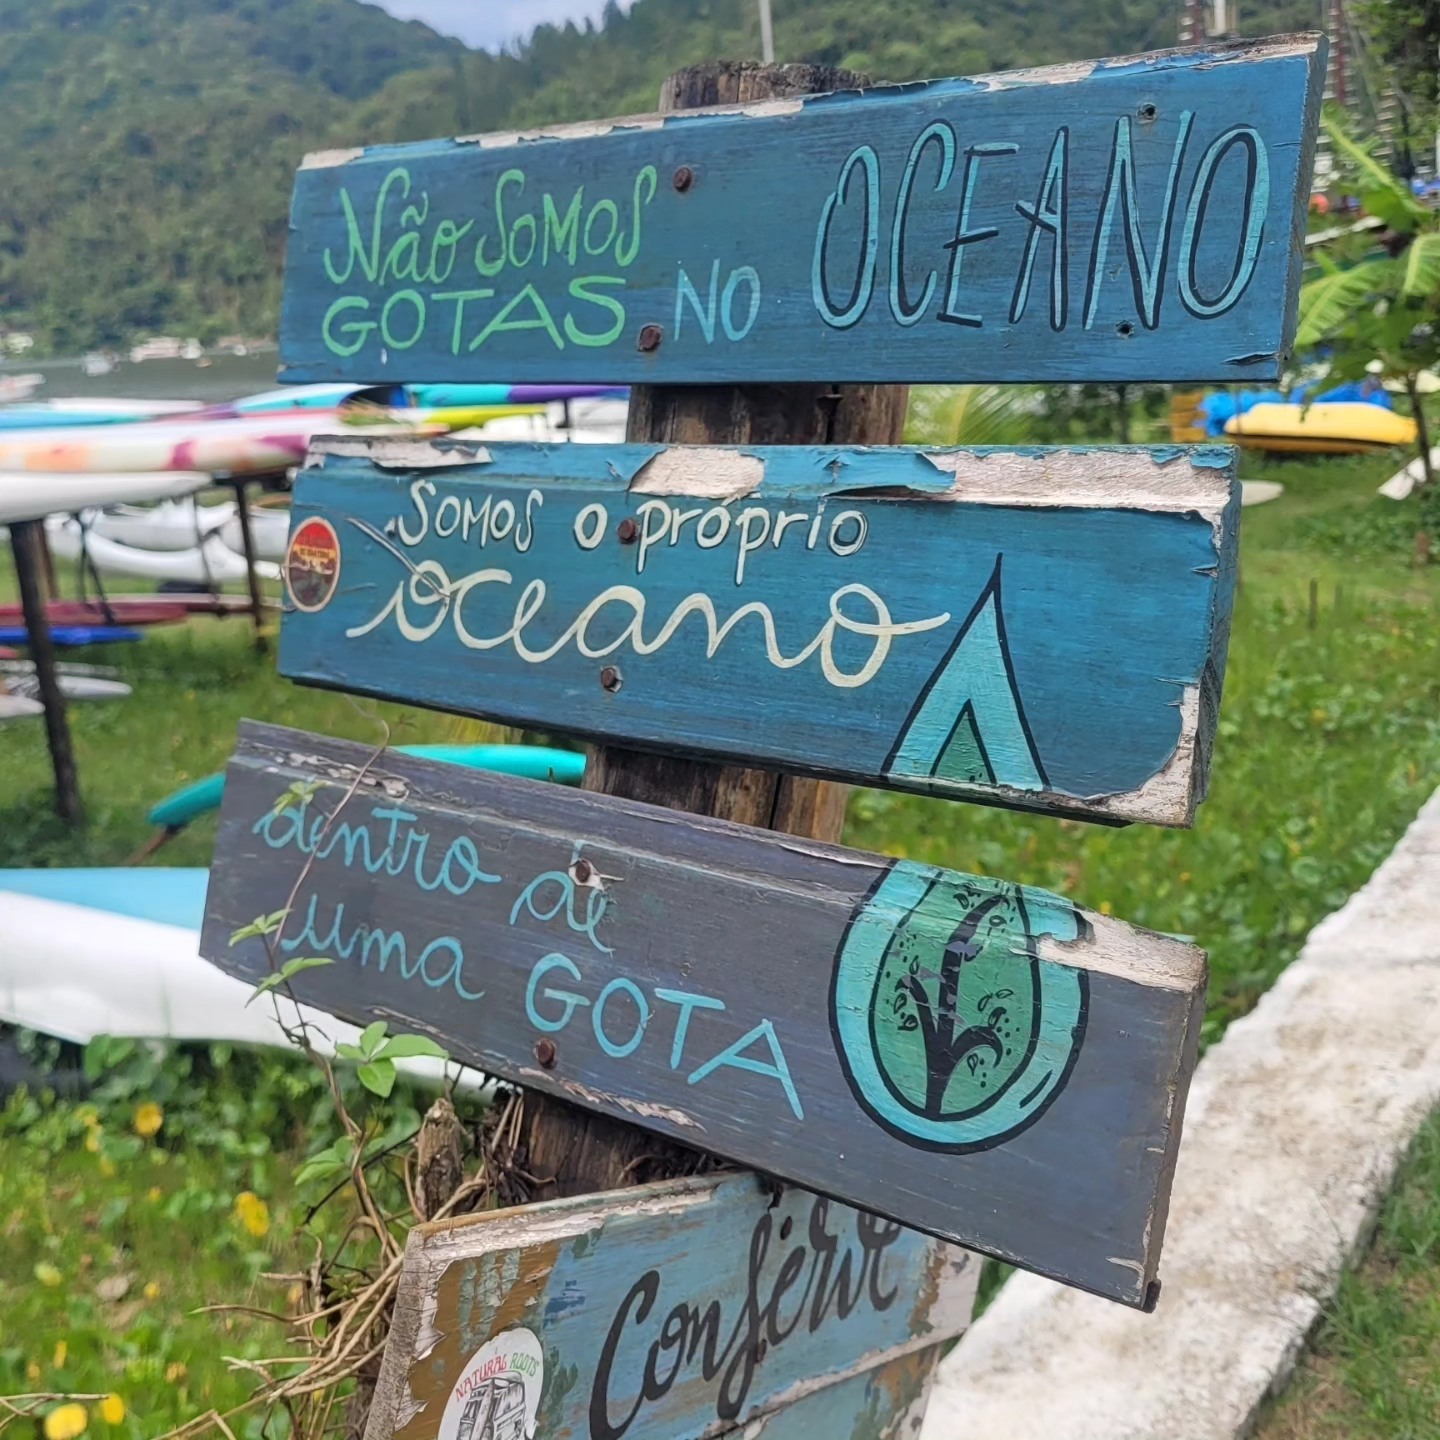 Não SOMOS
GOTAS NO OCEANO
SOMOS o próprio
oceano
dentro de
uma GOTA
Conserve
NATURAL ROOTS